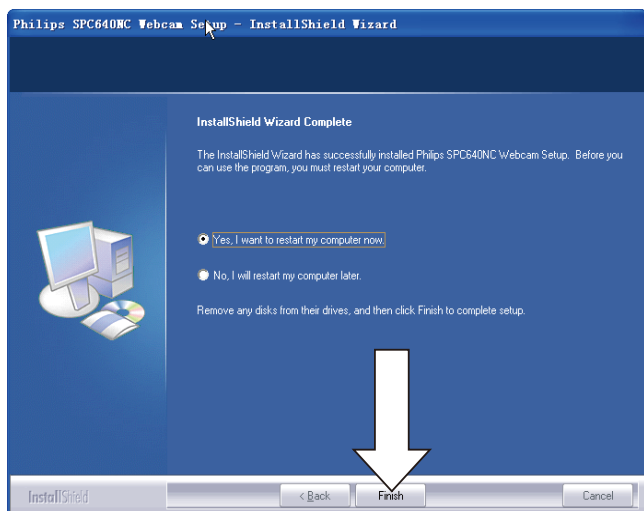 Philips SPC640NC Webcam Setup - InstallShield Wizard
InstallShield Wizard Complete
The InstallShield Wizard has successfully installed Philips SPC640NC Webcam Setup. Before you
can use the program, you must restart your computer.
Yes, I want to restart my computer now.
No, I will restart my computer later.
Remove any disks from their drives, and then click Finish to complete setup.
InstallShield
< Back
Finish
Cancel